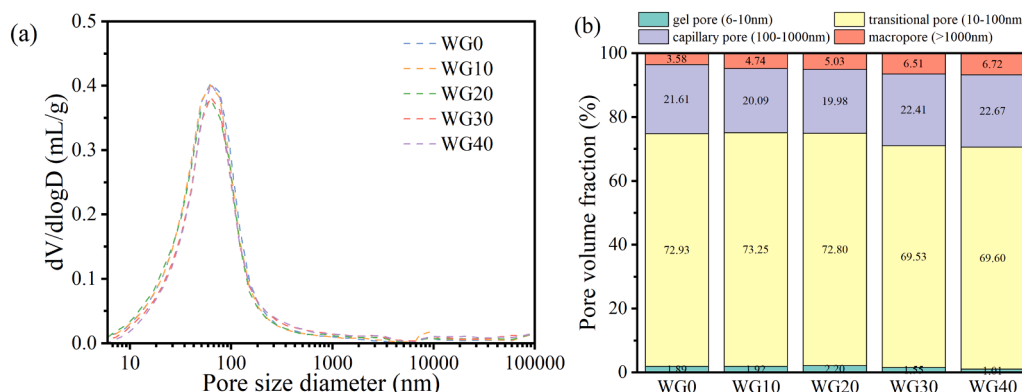 (a)
WG0
WG10
WG20
WG30
WG40
0.5
0.4
0.3
0.2
0.1
0.0
dV/dlogD (mL/g)
10 100 1000 10000 100000
Pore size diameter (nm)
(b)
gel pore (6-10nm) transitional pore (10-100nm)
capillary pore (100-1000nm) macropore (>1000nm)
100
80
60
40
20
0
Pore volume fraction (%)
3.58 4.74 5.03 6.51 6.72
21.61 20.09 19.98 22.41 22.67
72.93 73.25 72.80 69.53 69.60
1.89 1.92 2.20 1.55 1.01
WG0 WG10 WG20 WG30 WG40